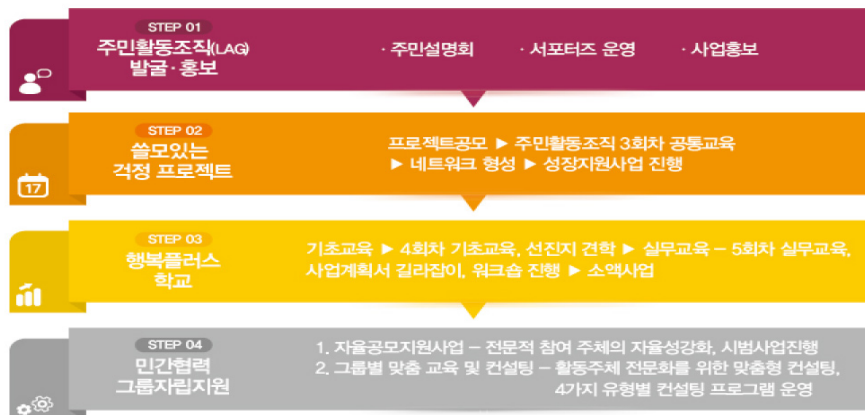 STEP 01
주민활동조직(LAG)
발굴·홍보
· 주민설명회 · 서포터즈 운영 · 사업홍보
STEP 02
쓸모있는
걱정 프로젝트
프로젝트공모 ▶ 주민활동조직 3회차 공통교육
▶ 네트워크 형성 ▶ 성장지원사업 진행
17
STEP 03
행복플러스
학교
기초교육 ▶ 4회차 기초교육, 선진지 견학 ▶ 실무교육 – 5회차 실무교육,
사업계획서 길라잡이, 워크숍 진행 ▶ 소액사업
STEP 04
민간협력
그룹자립지원
1. 자율공모지원사업 – 전문적 참여 주체의 자율성강화, 시범사업진행
2. 그룹별 맞춤 교육 및 컨설팅 – 활동주체 전문화를 위한 맞춤형 컨설팅,
4가지 유형별 컨설팅 프로그램 운영